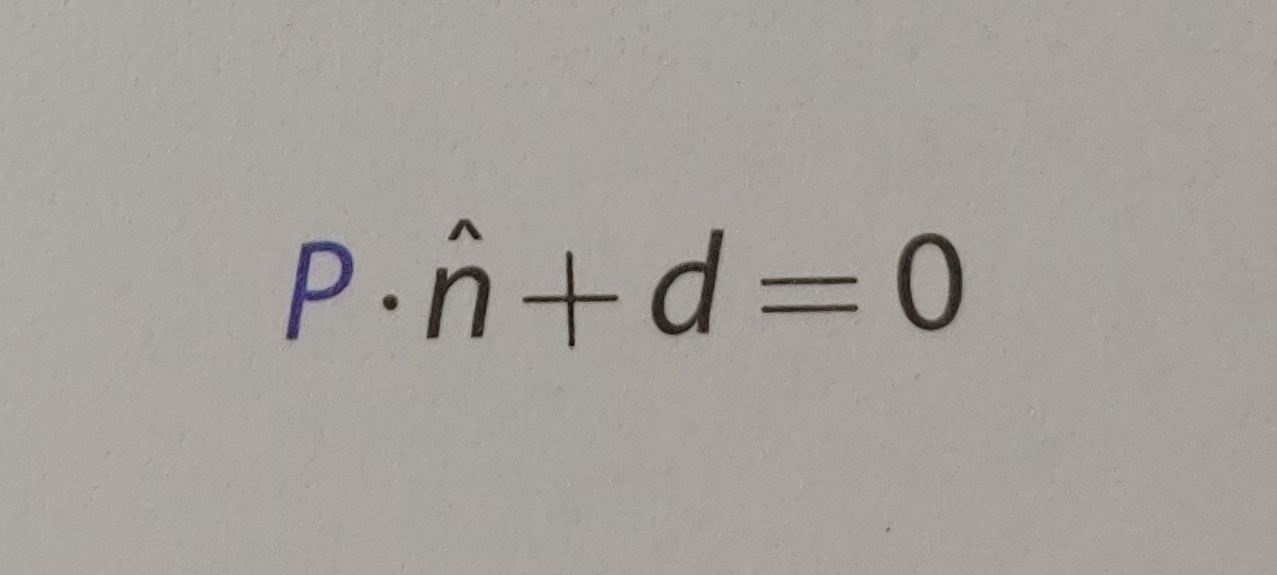 P · n̂ + d = 0